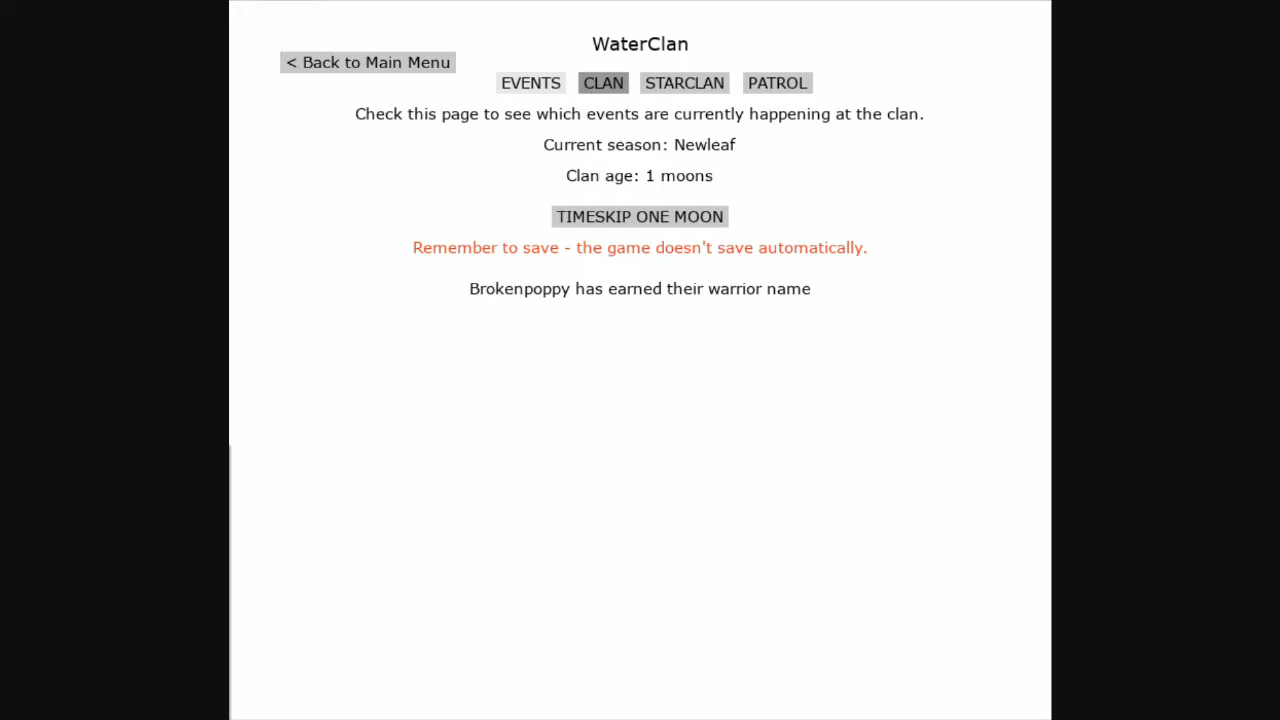 WaterClan
< Back to Main Menu
EVENTS CLAN STARCLAN PATROL
Check this page to see which events are currently happening at the clan.
Current season: Newleaf
Clan age: 1 moons
TIMESKIP ONE MOON
Remember to save - the game doesn't save automatically.
Brokenpoppy has earned their warrior name